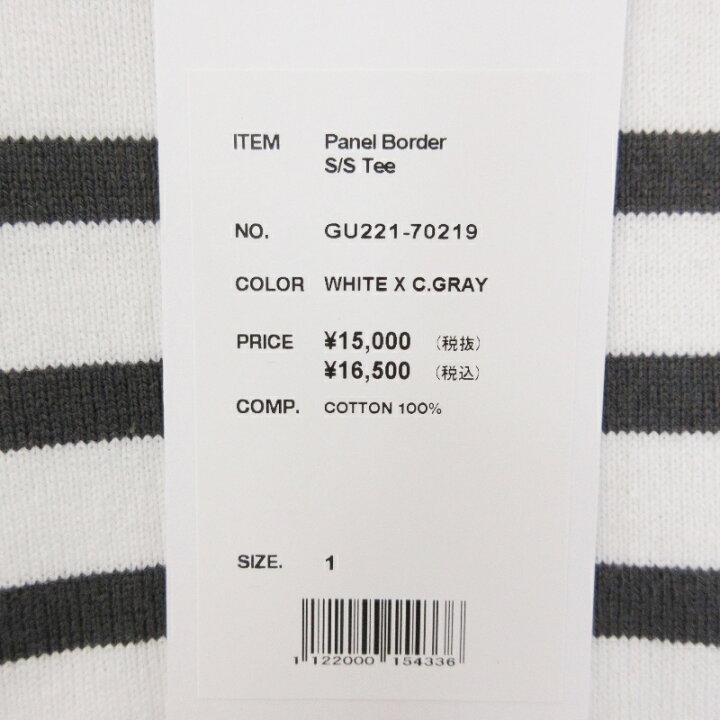 ITEM Panel Border
S/S Tee
NO. GU221-70219
COLOR WHITE X C.GRAY
PRICE ¥15,000 (税抜)
¥16,500 (税込)
COMP. COTTON 100%
SIZE. 1
1 122000 154336